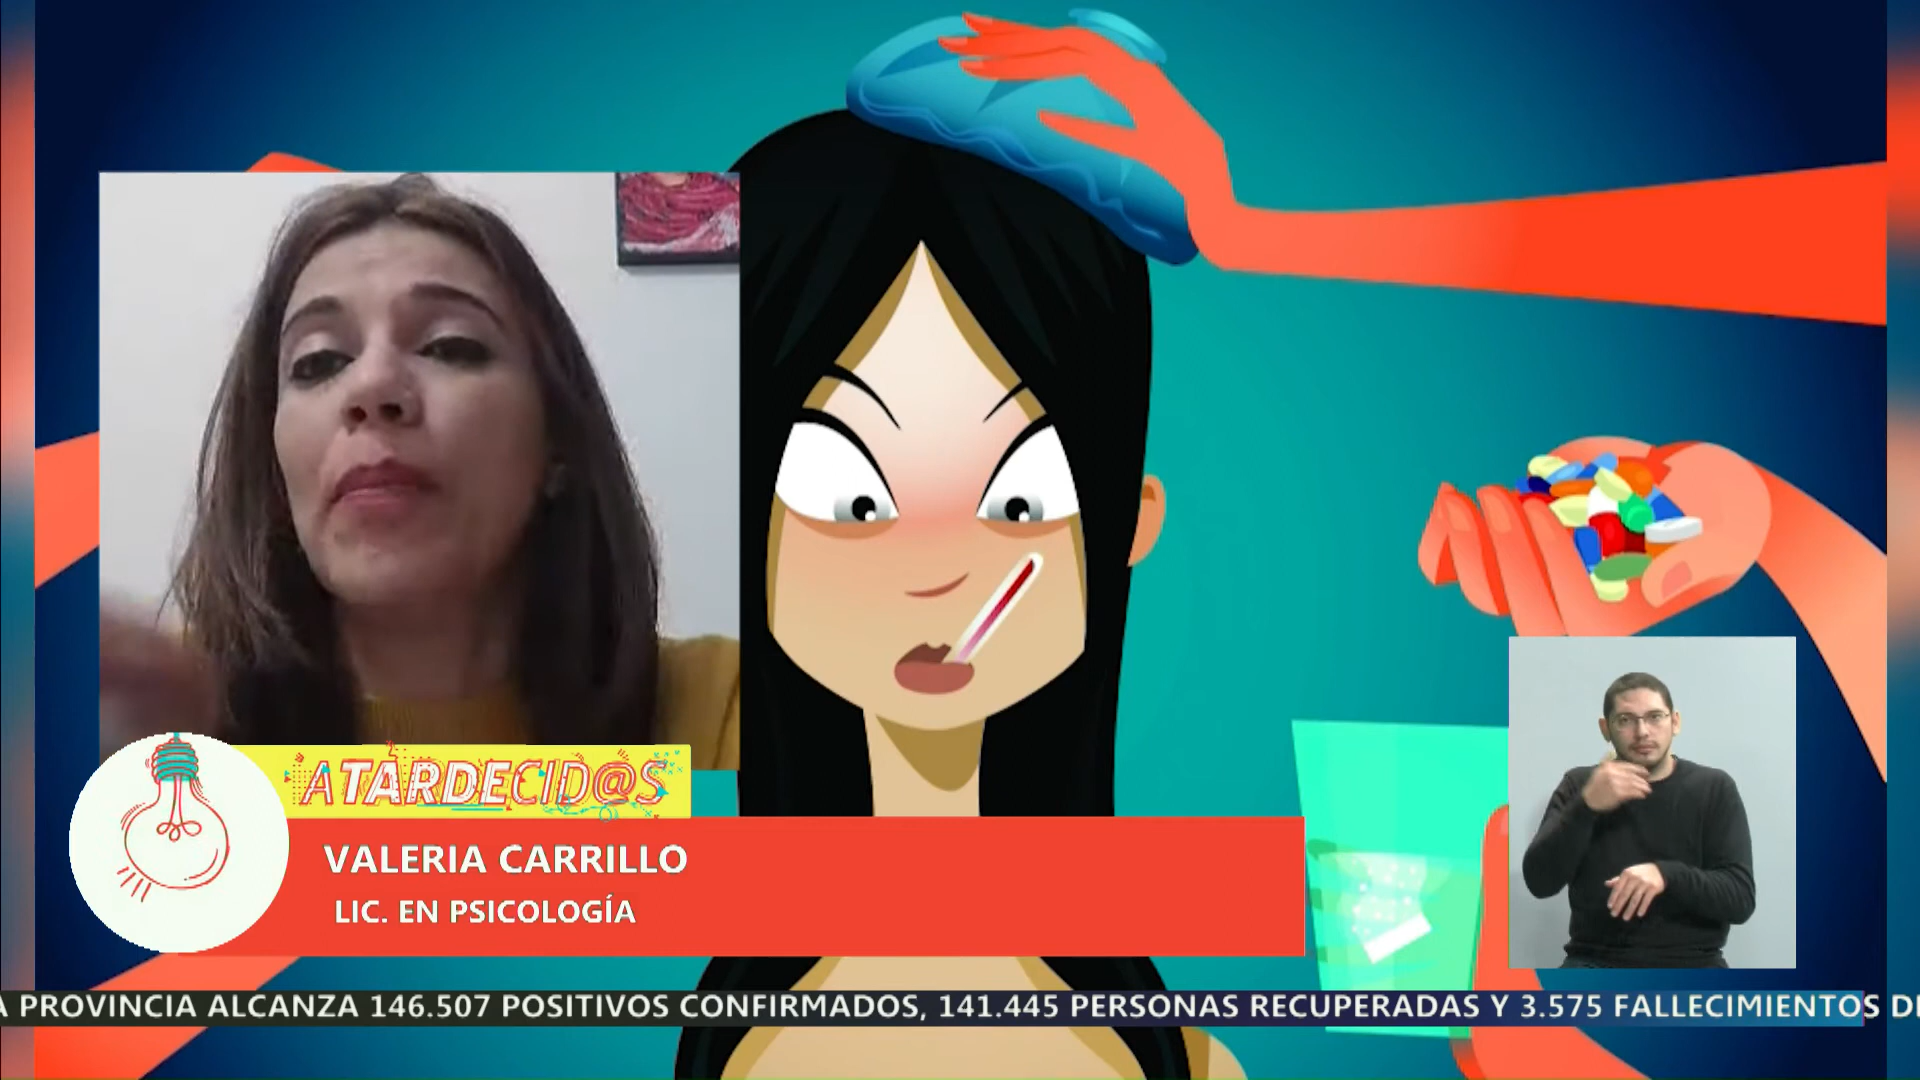 ATARDECID@S
VALERIA CARRILLO
LIC. EN PSICOLOGÍA
A PROVINCIA ALCANZA 146.507 POSITIVOS CONFIRMADOS, 141.445 PERSONAS RECUPERADAS Y 3.575 FALLECIMIENTOS